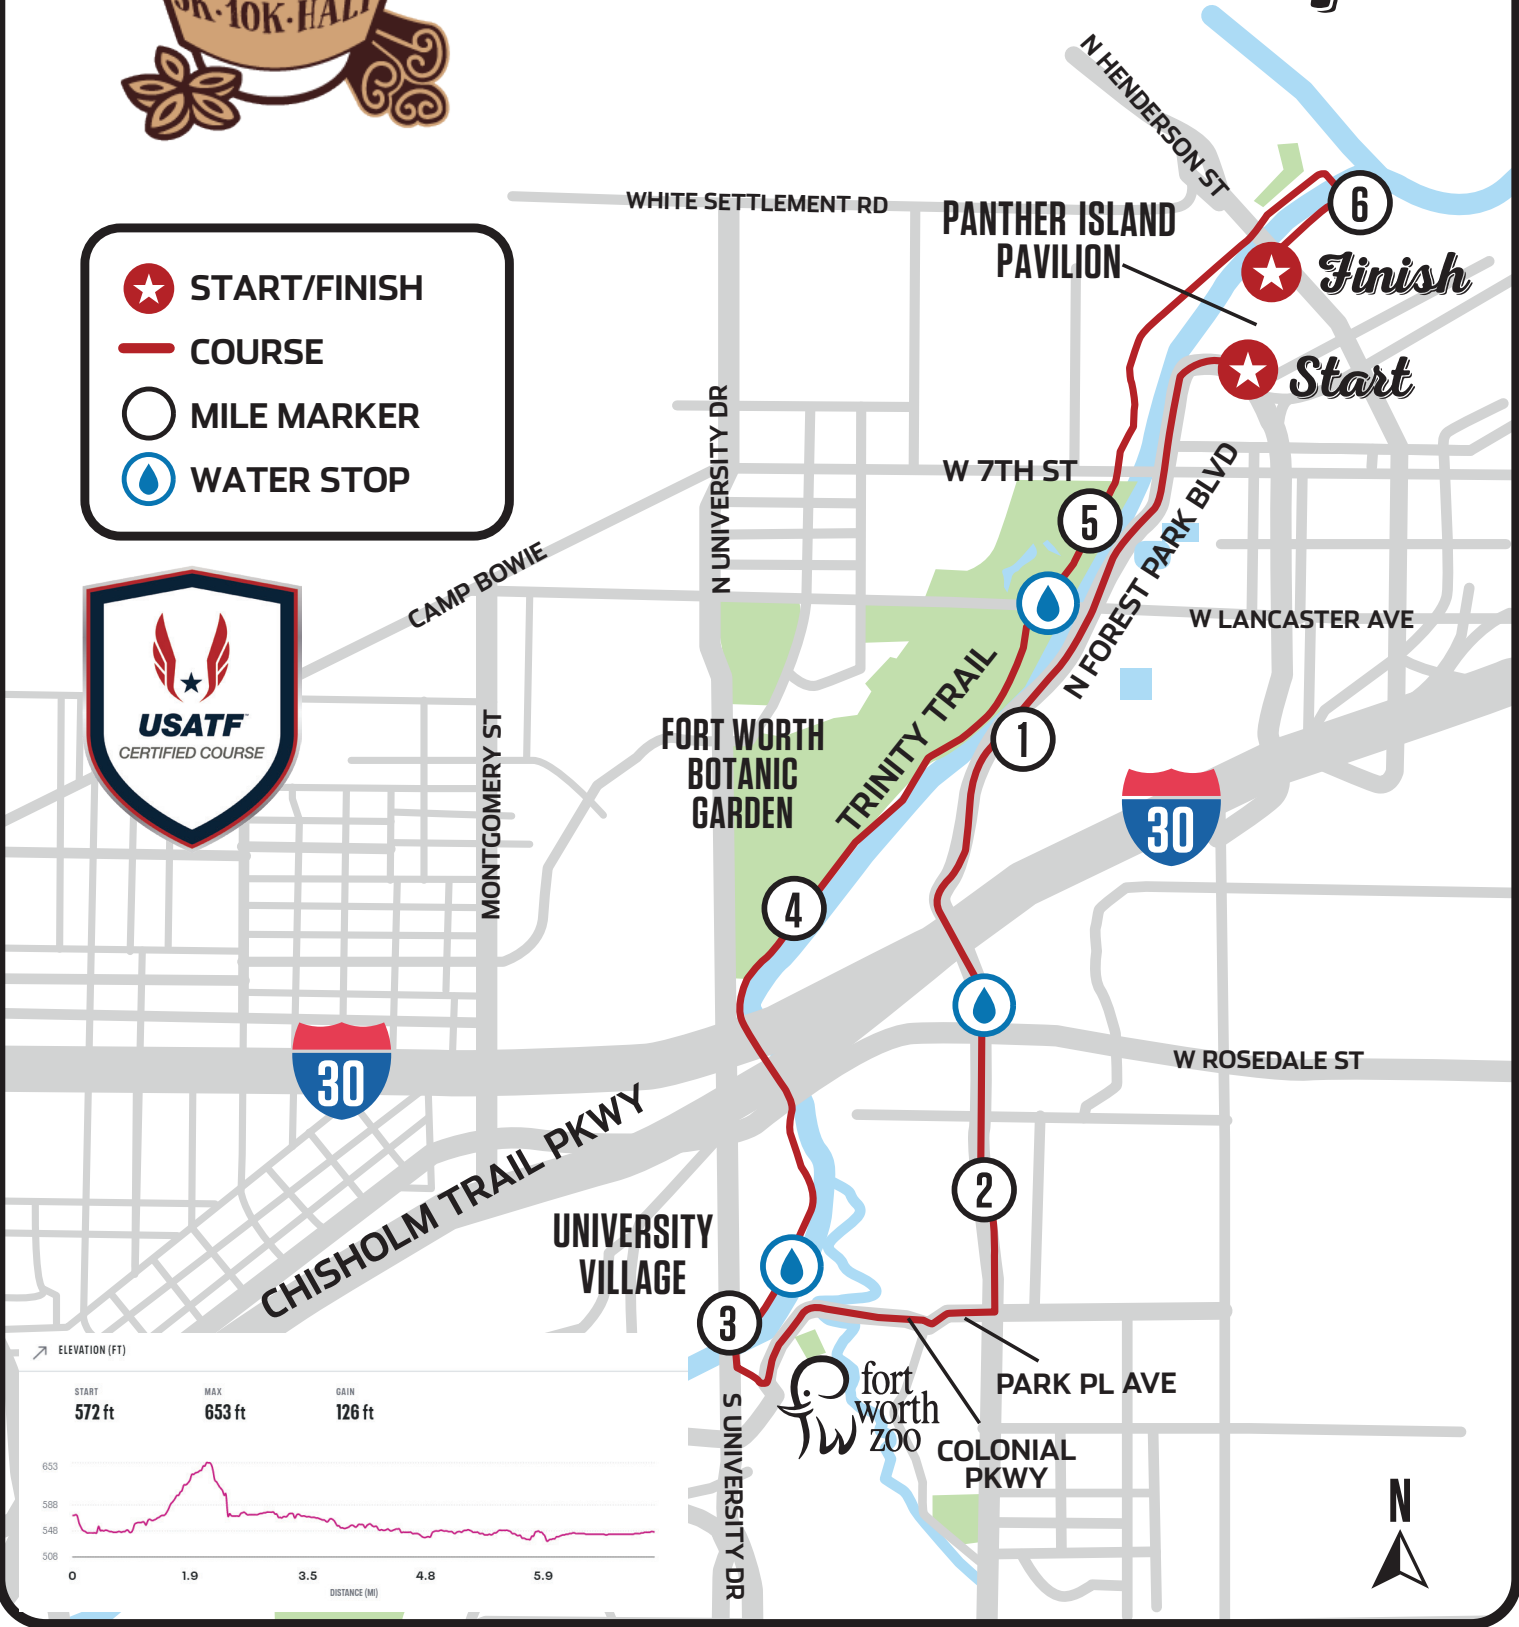 5K·10K·HALF
N HENDERSON ST
WHITE SETTLEMENT RD
PANTHER ISLAND
PAVILION
6
Finish
START/FINISH
COURSE
MILE MARKER
WATER STOP
Start
N UNIVERSITY DR
W 7TH ST
5
N FOREST PARK BLVD
CAMP BOWIE
W LANCASTER AVE
USATF
CERTIFIED COURSE
MONTGOMERY ST
FORT WORTH
BOTANIC
GARDEN
TRINITY TRAIL
1
30
4
W ROSEDALE ST
30
CHISHOLM TRAIL PKWY
2
UNIVERSITY
VILLAGE
3
PARK PL AVE
fort
worth
zoo
COLONIAL
PKWY
S UNIVERSITY DR
N
ELEVATION (FT)
START
572 ft
MAX
653 ft
GAIN
126 ft
653
588
548
508
0
1.9
3.5
4.8
5.9
DISTANCE (MI)